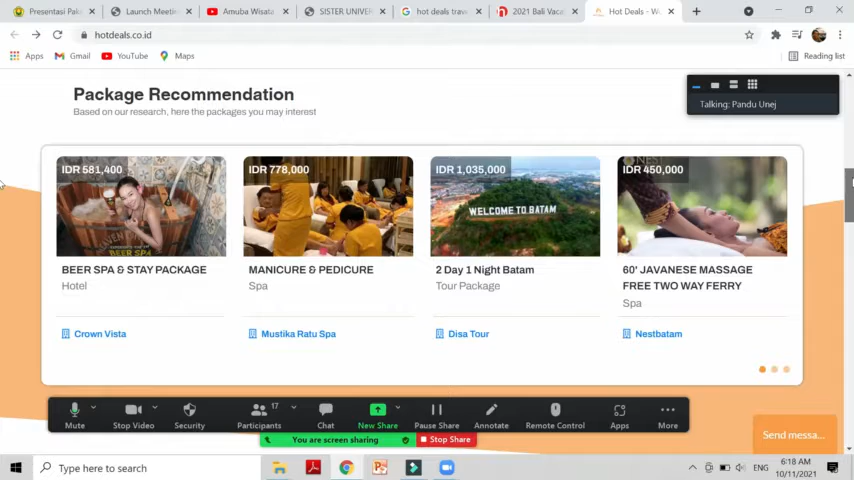 Presentasi Pak
Launch Meetin
Amuba Wisata
SISTER UNIVER
hot deals trave
2021 Bali Vacat
Hot Deals - W
hotdeals.co.id
Apps
Gmail
YouTube
Maps
Reading list
Package Recommendation
Based on our research, here the packages you may interest
Talking: Pandu Unej
IDR 581,400
IDR 778,000
IDR 1,035,000
IDR 450,000
WELCOME TO BATAM
BEER SPA
BEER SPA & STAY PACKAGE
Hotel
Crown Vista
MANICURE & PEDICURE
Spa
Mustika Ratu Spa
2 Day 1 Night Batam
Tour Package
Disa Tour
60' JAVANESE MASSAGE
FREE TWO WAY FERRY
Spa
Nestbatam
Mute
Stop Video
Security
Participants
17
Chat
New Share
Pause Share
Annotate
Remote Control
Apps
More
You are screen sharing
Stop Share
Send messa...
Type here to search
ENG
6:18 AM
10/11/2021